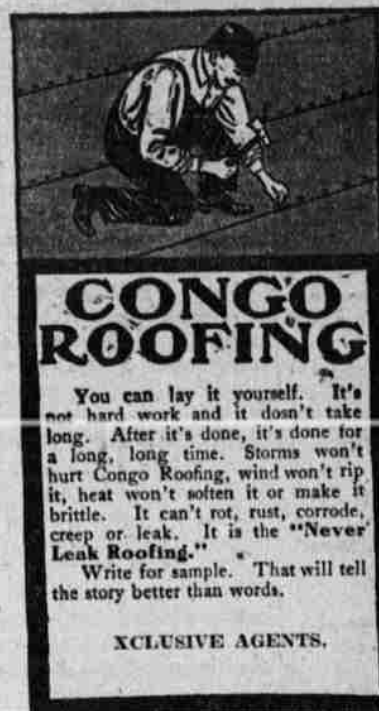 CONGO
ROOFING
You can lay it yourself. It's
not hard work and it dosn't take
long. After it's done, it's done for
a long, long time. Storms won't
hurt Congo Roofing, wind won't rip
it, heat won't soften it or make it
brittle. It can't rot, rust, corrode,
creep or leak. It is the "Never
Leak Roofing."
Write for sample. That will tell
the story better than words.
XCLUSIVE AGENTS.